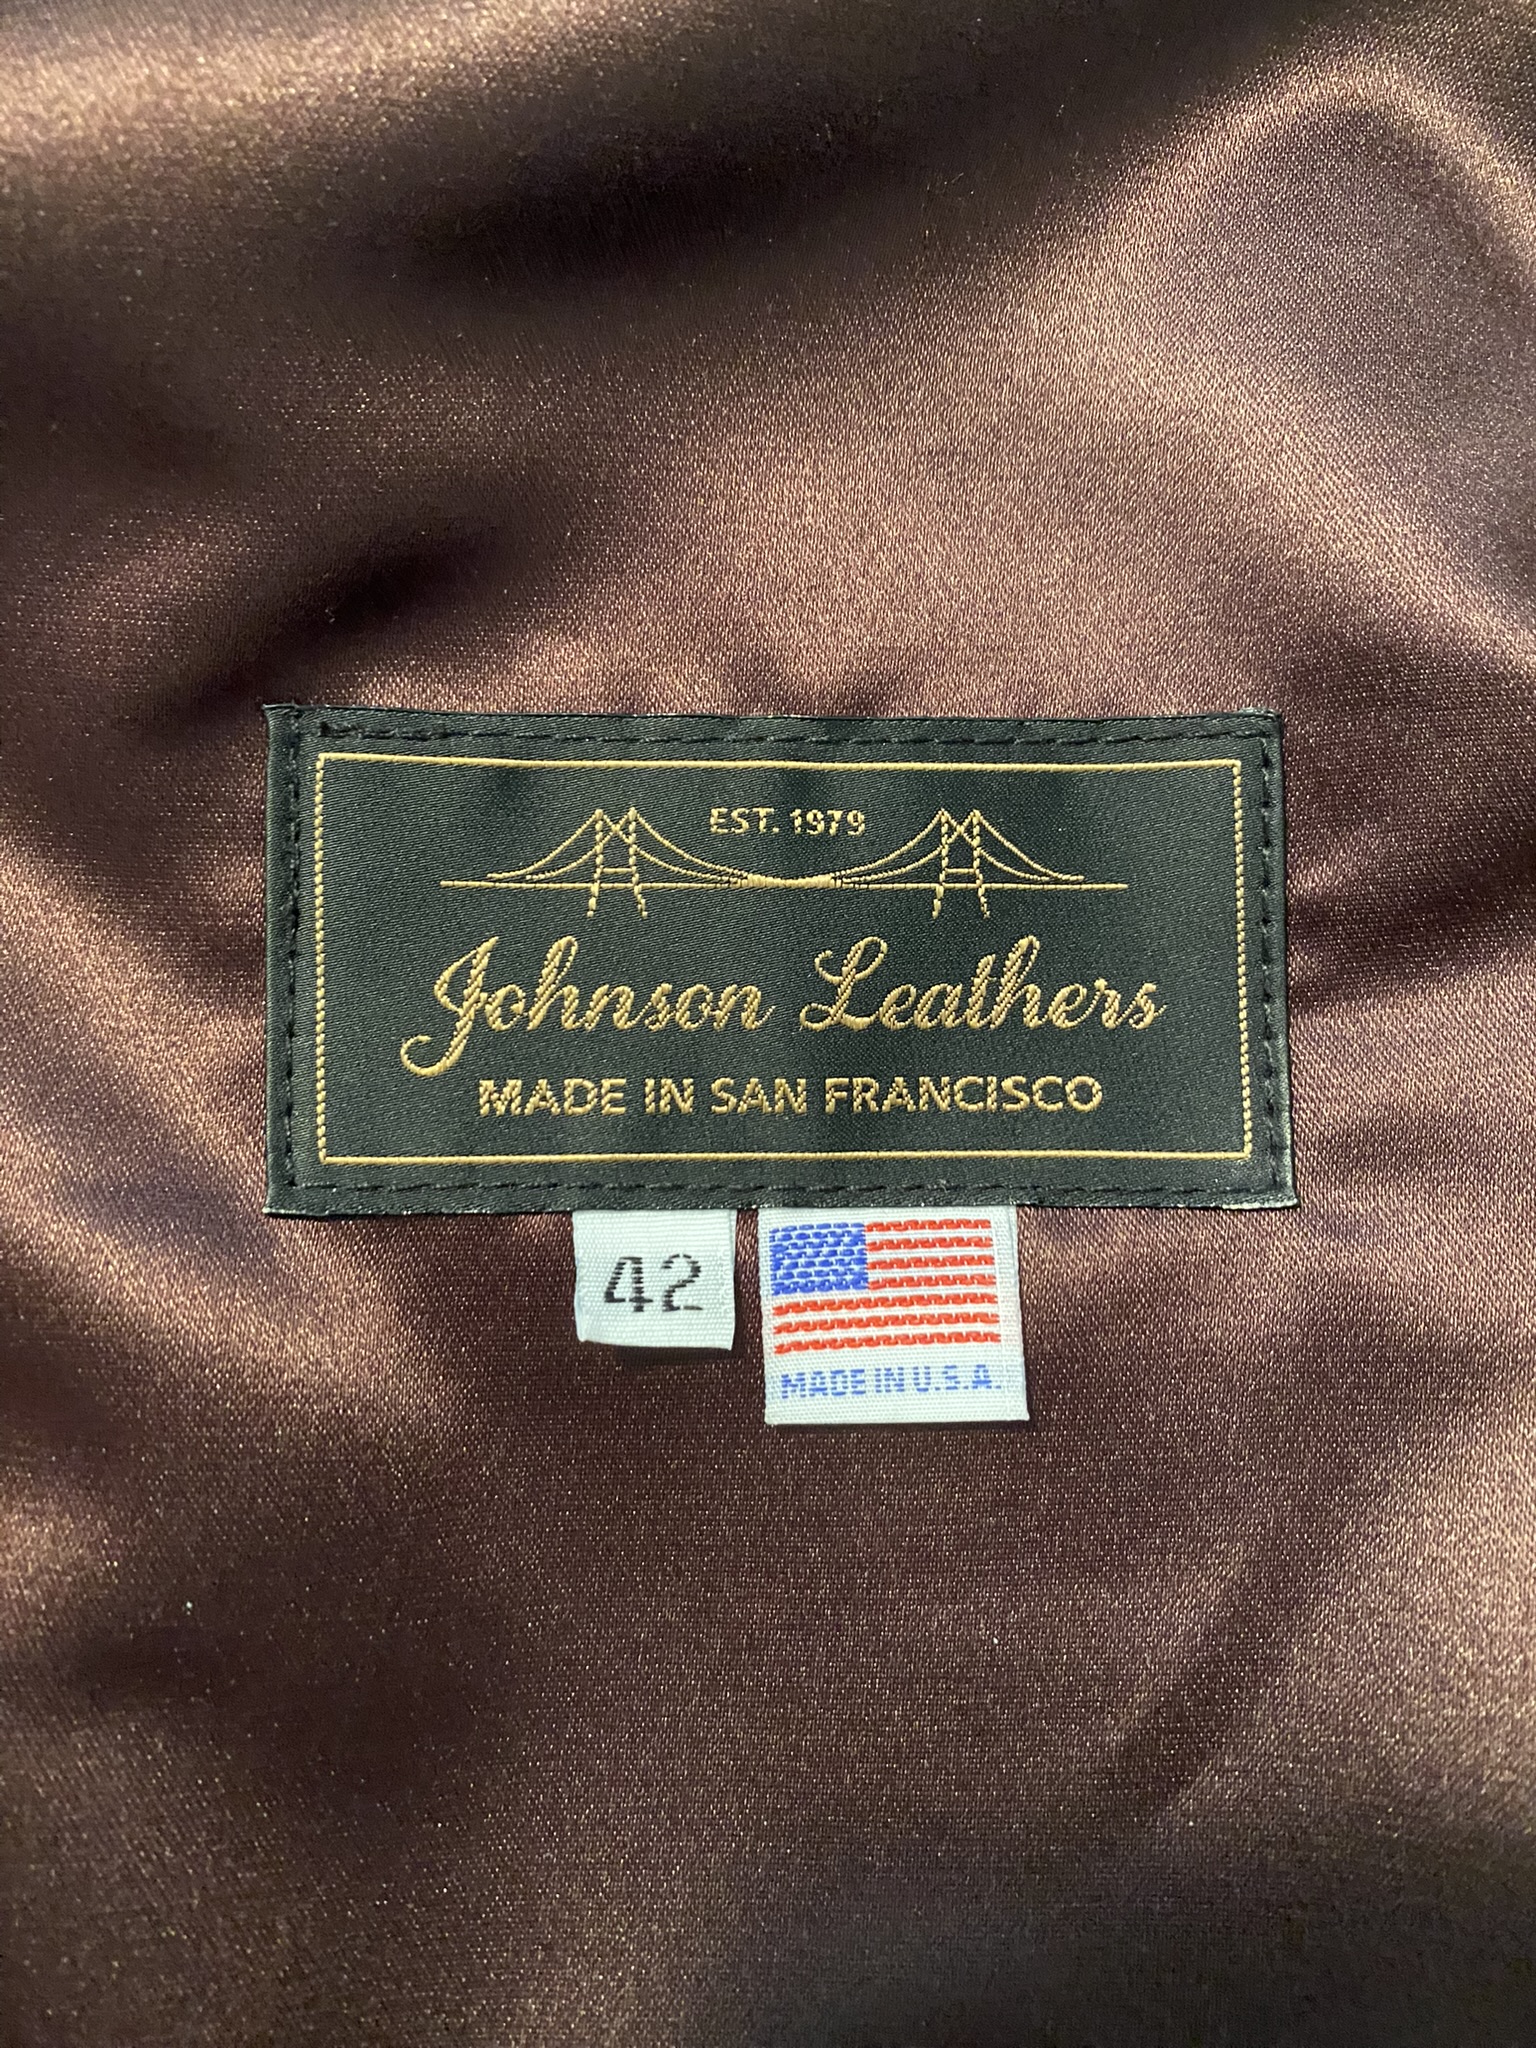 EST. 1979
Johnson Leathers
MADE IN SAN FRANCISCO
42
MADE IN U.S.A.